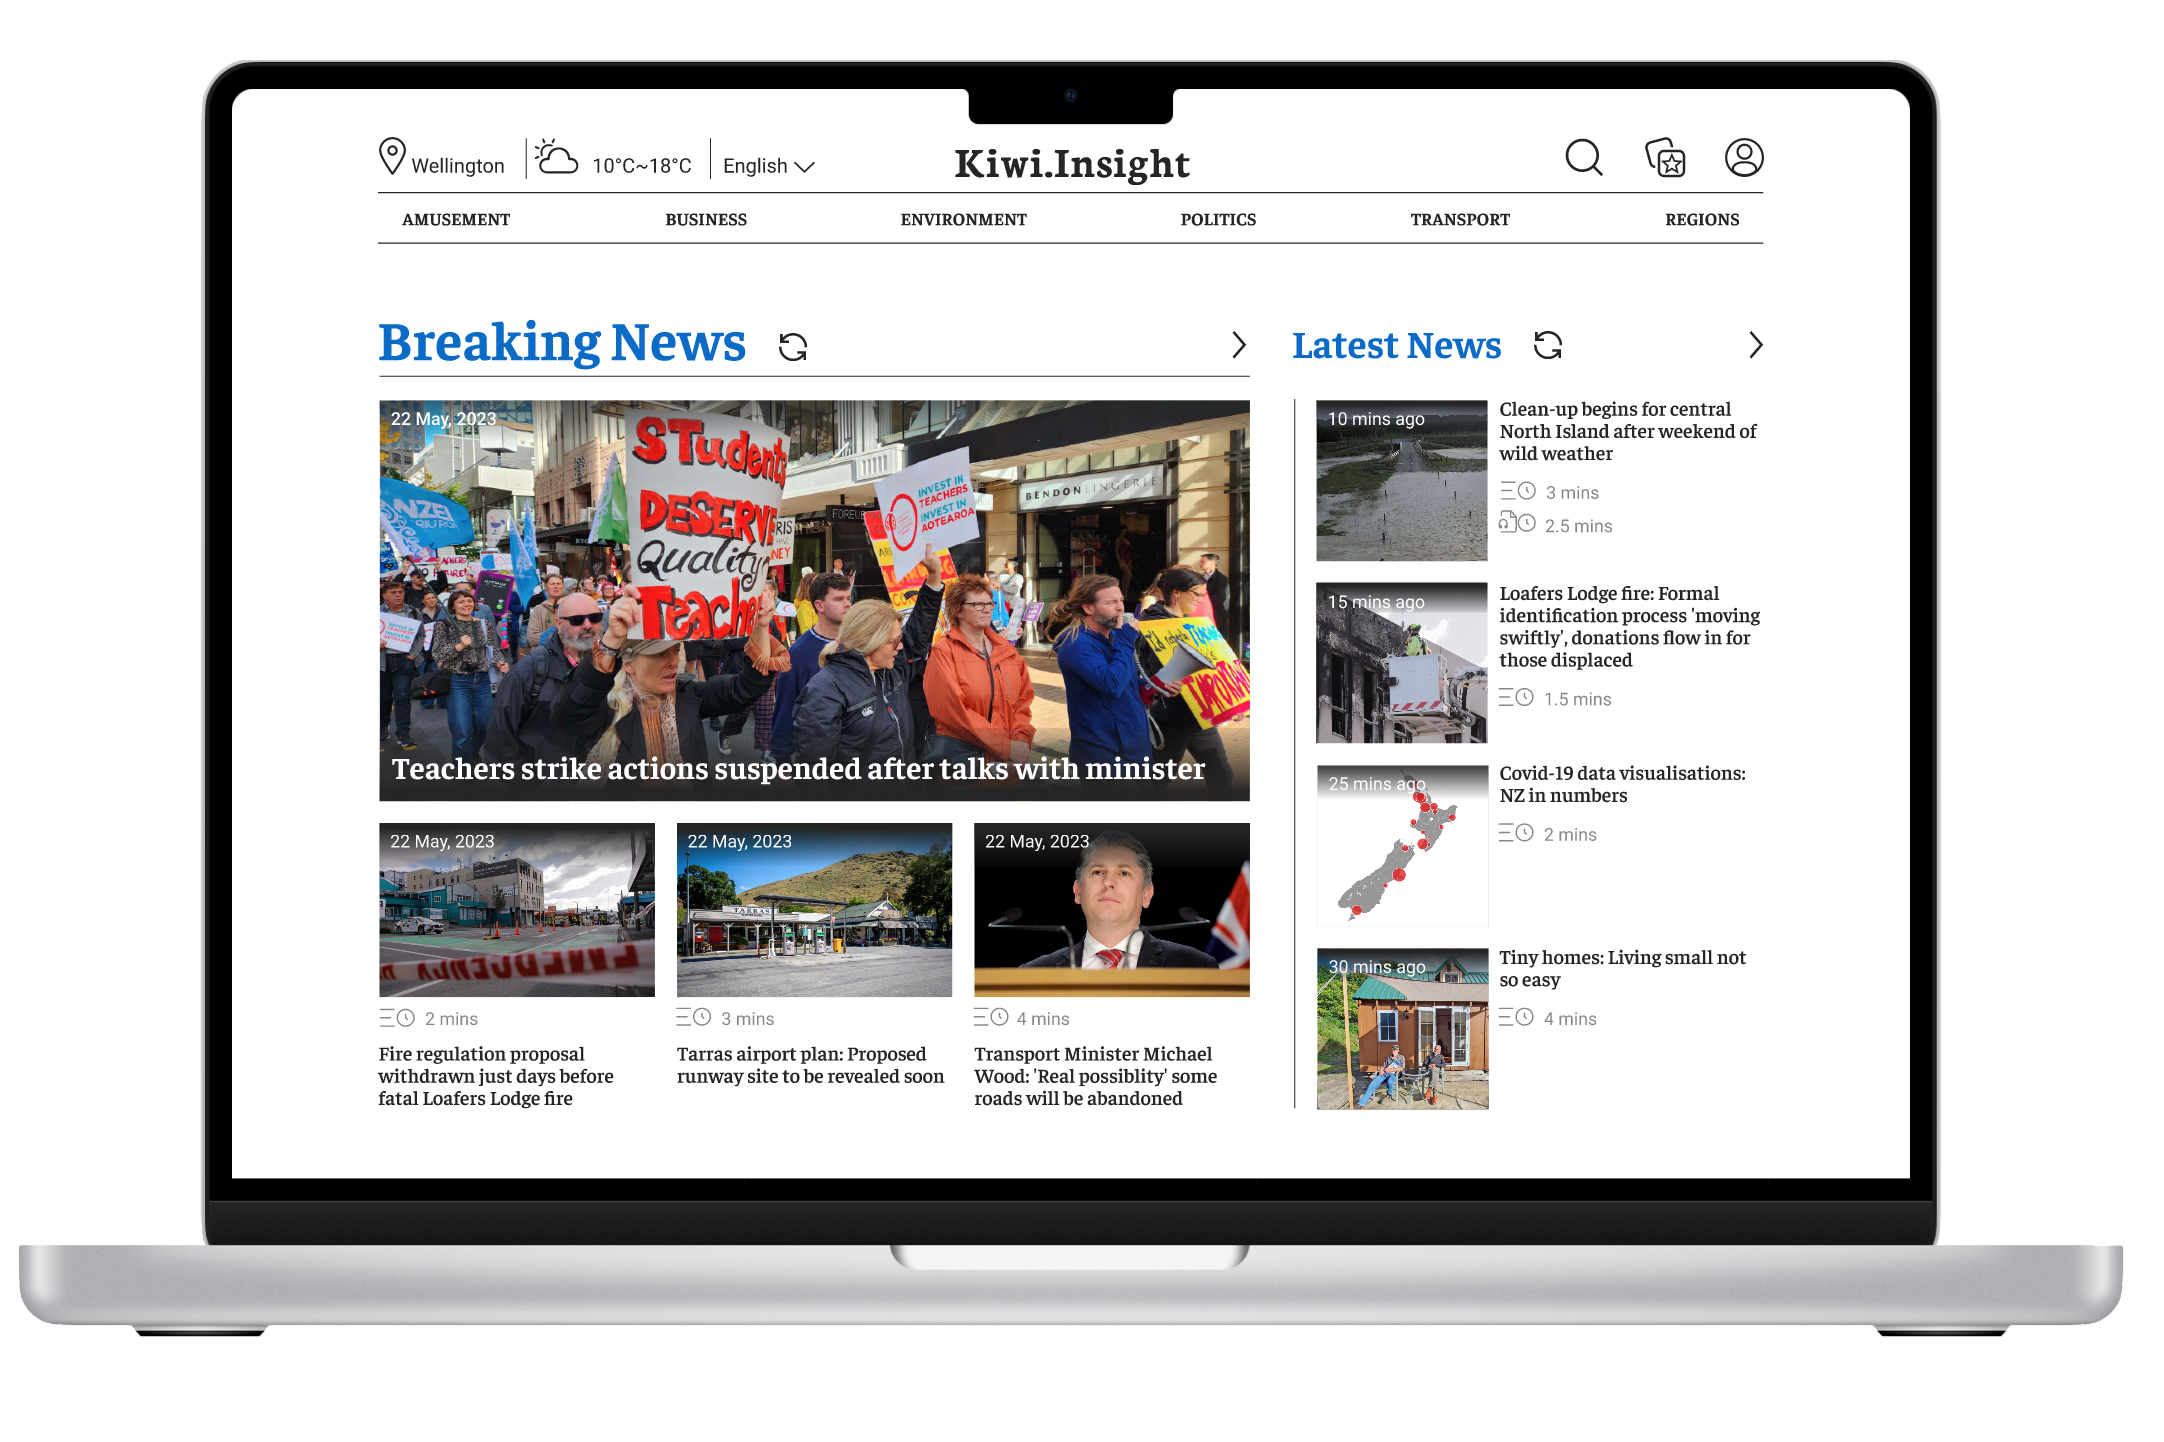 Wellington
10°C~18°C
English
Kiwi.Insight
AMUSEMENT
BUSINESS
ENVIRONMENT
POLITICS
TRANSPORT
REGIONS
Breaking News
22 May, 2023
STudents
DESERVE
Quality
Teache
INVEST IN
TEACHERS
INVEST IN
AOTEAROA
BENDON LINGERIE
FOREVE
NZEI
Teachers strike actions suspended after talks with minister
22 May, 2023
2 mins
Fire regulation proposal
withdrawn just days before
fatal Loafers Lodge fire
22 May, 2023
TARRAS
3 mins
Tarras airport plan: Proposed
runway site to be revealed soon
22 May, 2023
4 mins
Transport Minister Michael
Wood: 'Real possiblity' some
roads will be abandoned
Latest News
10 mins ago
Clean-up begins for central
North Island after weekend of
wild weather
3 mins
2.5 mins
15 mins ago
Loafers Lodge fire: Formal
identification process 'moving
swiftly', donations flow in for
those displaced
1.5 mins
25 mins ago
Covid-19 data visualisations:
NZ in numbers
2 mins
30 mins ago
Tiny homes: Living small not
so easy
4 mins